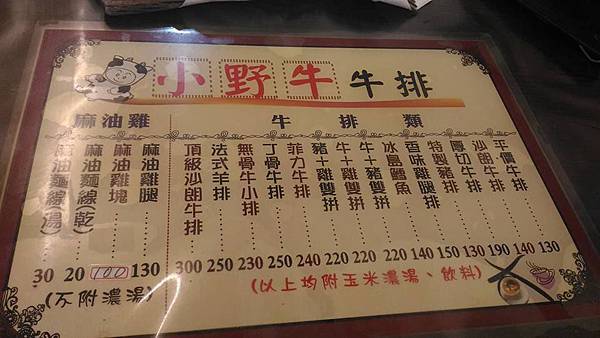 小野牛牛排
牛排類
平價牛排 130
沙朗牛排 140
厚切牛排 190
特製豬排 130
香味雞腿排 150
冰島鱈魚 140
牛+豬雙拼 220
牛+雞雙拼 220
豬+雞雙拼 220
菲力牛排 240
丁骨牛排 250
無骨牛小排 230
法式羊排 250
頂級沙朗牛排 300
(以上均附玉米濃湯、飲料)
麻油雞
麻油雞腿 130
麻油雞塊 100
麻油麵線(乾) 20
麻油麵線(湯) 30
(不附濃湯)